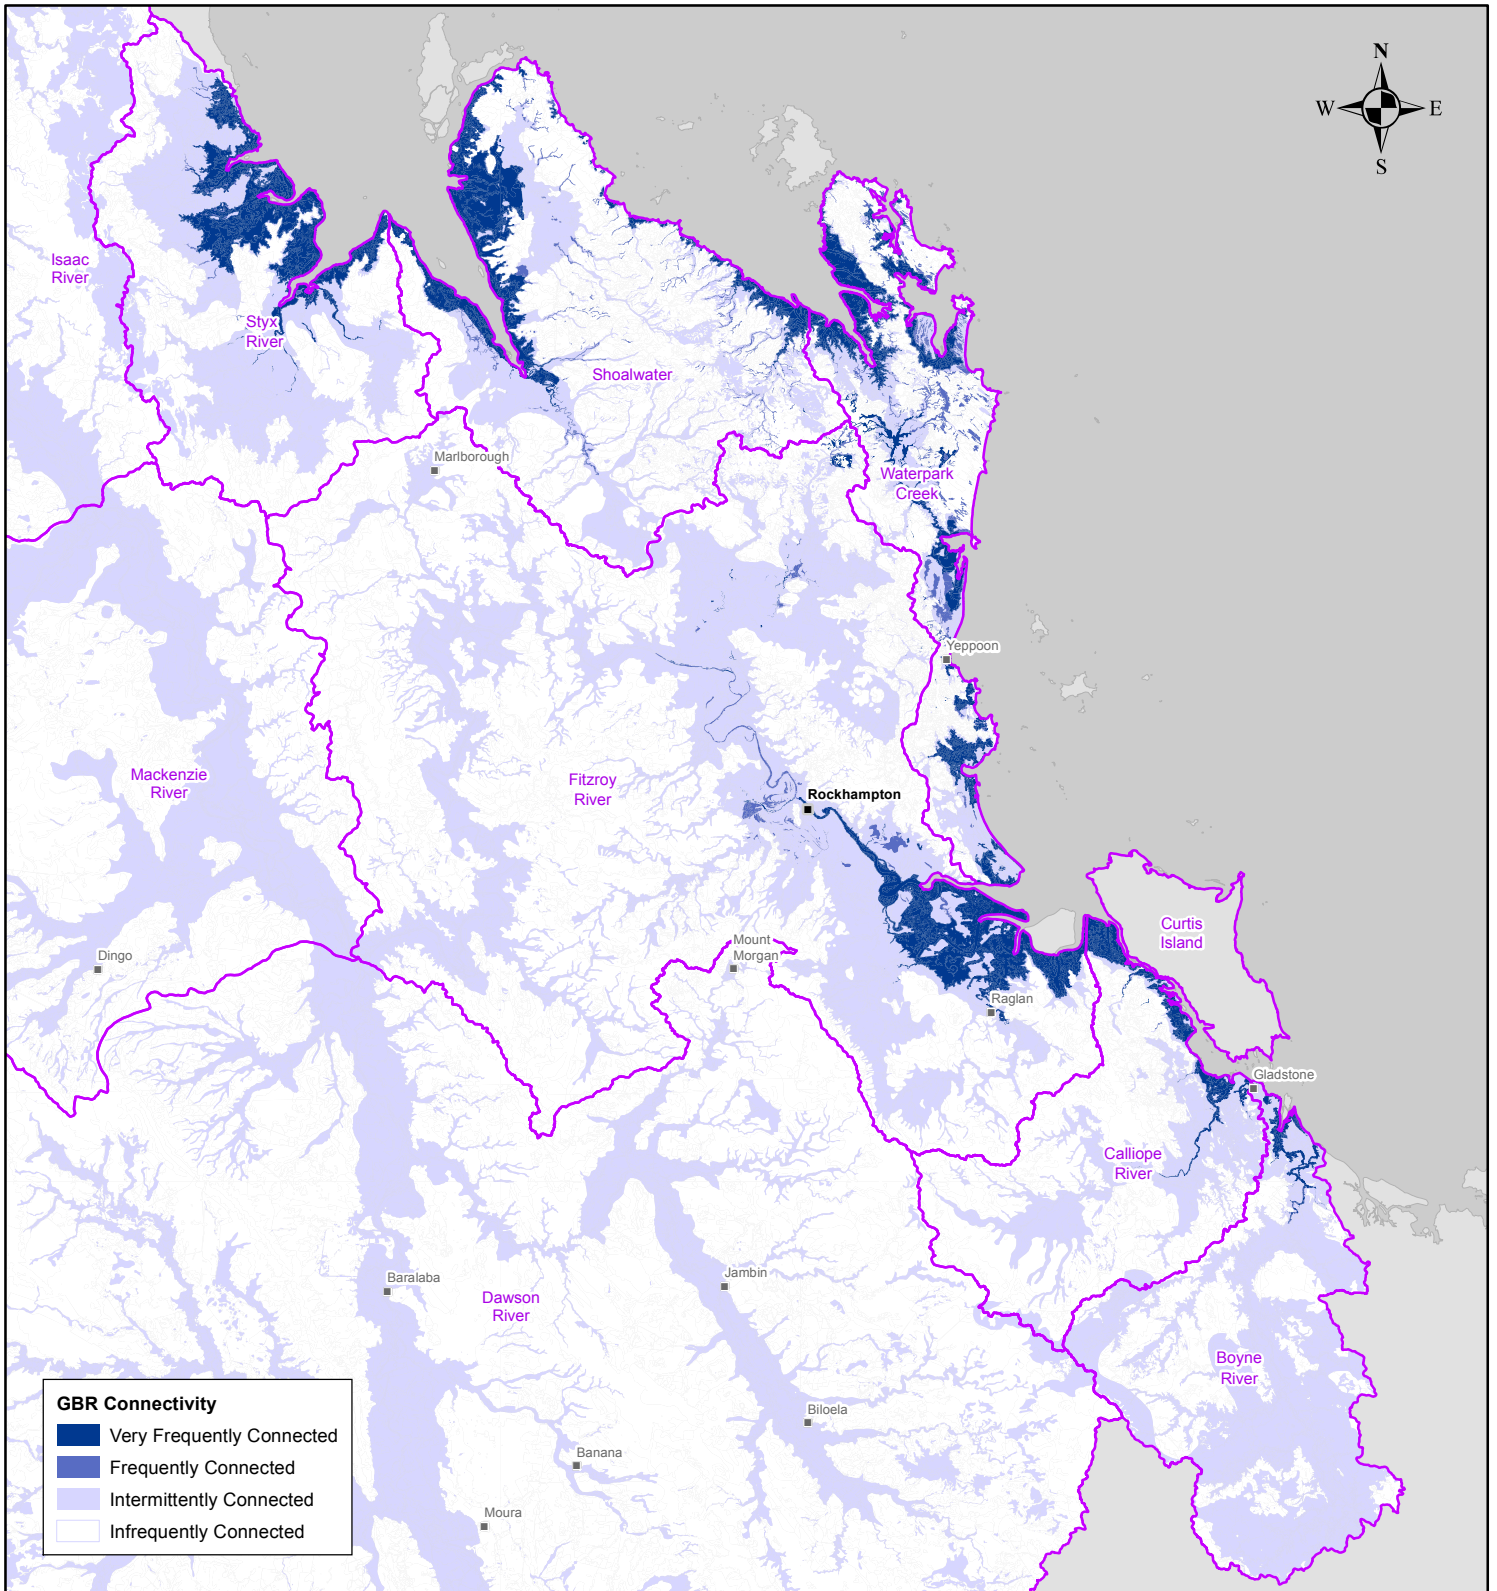 N
W
E
S
Isaac
River
Styx
River
Shoalwater
Marlborough
Waterpark
Creek
Yeppoon
Mackenzie
River
Fitzroy
River
Rockhampton
Curtis
Island
Dingo
Mount
Morgan
Raglan
Gladstone
Calliope
River
Baralaba
Jambin
Dawson
River
Boyne
River
Biloela
Banana
Moura
GBR Connectivity
Very Frequently Connected
Frequently Connected
Intermittently Connected
Infrequently Connected